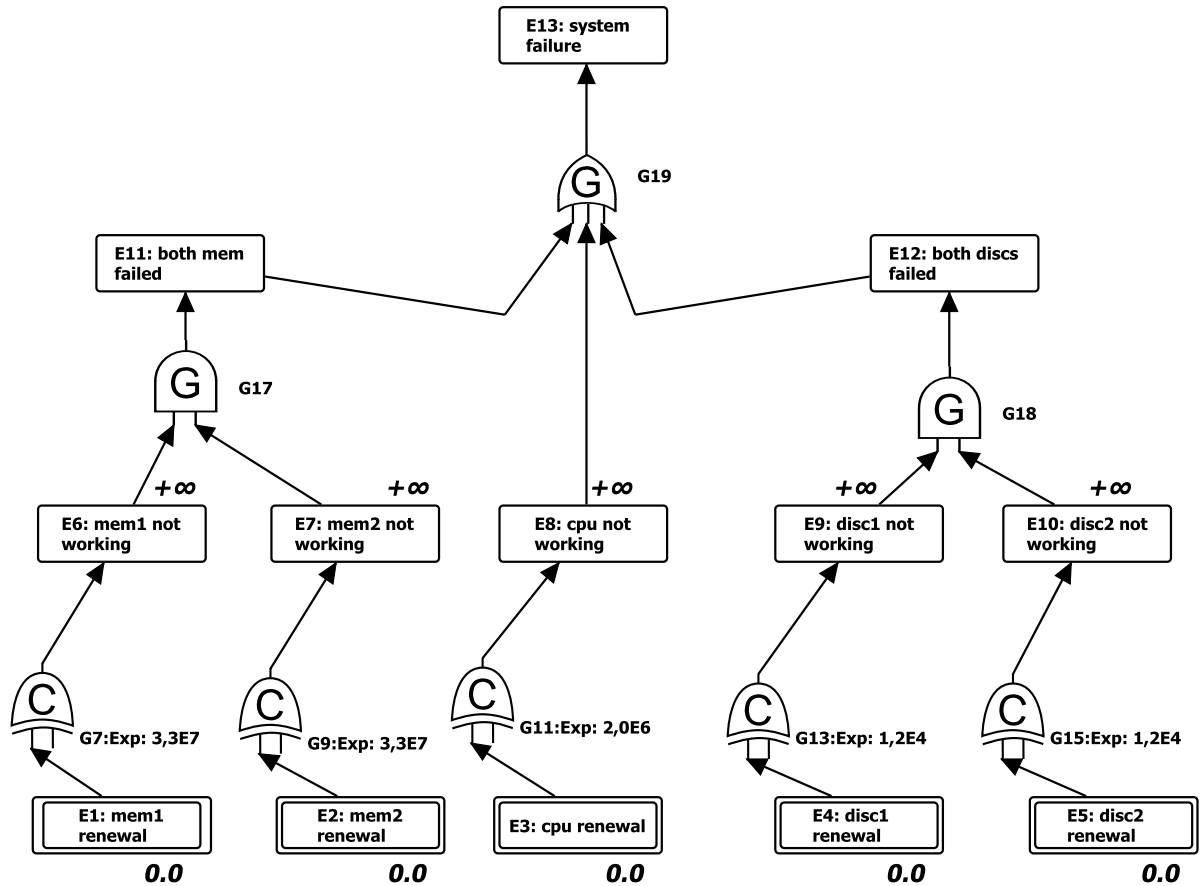 E13: system
failure
G
G19
E11: both mem
failed
E12: both discs
failed
G
G17
G
G18
+∞
+∞
+∞
+∞
+∞
E6: mem1 not
working
E7: mem2 not
working
E8: cpu not
working
E9: disc1 not
working
E10: disc2 not
working
C
G7:Exp: 3,3E7
C
G9:Exp: 3,3E7
C
G11:Exp: 2,0E6
C
G13:Exp: 1,2E4
C
G15:Exp: 1,2E4
E1: mem1
renewal
E2: mem2
renewal
E3: cpu renewal
E4: disc1
renewal
E5: disc2
renewal
0.0
0.0
0.0
0.0
0.0